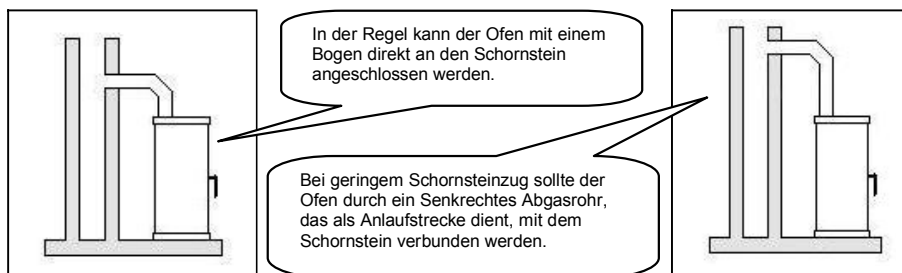 In der Regel kann der Ofen mit einem
Bogen direkt an den Schornstein
angeschlossen werden.
Bei geringem Schornsteinzug sollte der
Ofen durch ein Senkrechtes Abgasrohr,
das als Anlaufstrecke dient, mit dem
Schornstein verbunden werden.